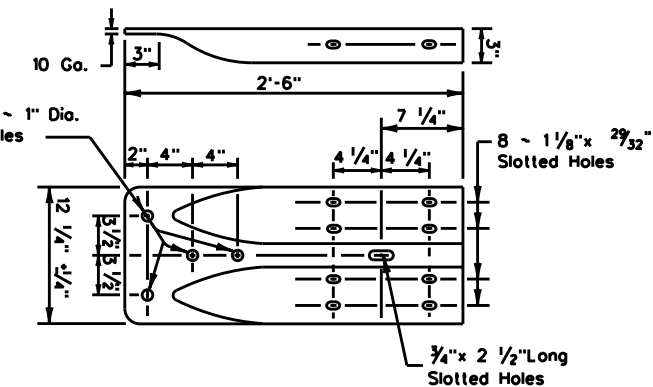 10 Ga.
3"
3"
2'-6"
~ 1" Dia.
les
7 1/4"
2"
4"
4"
4 1/4"
4 1/4"
8 ~ 1 1/8"x 29/32"
Slotted Holes
12 1/4" ±1/4"
3 1/2"
3 1/2"
3/4"x 2 1/2"Long
Slotted Holes